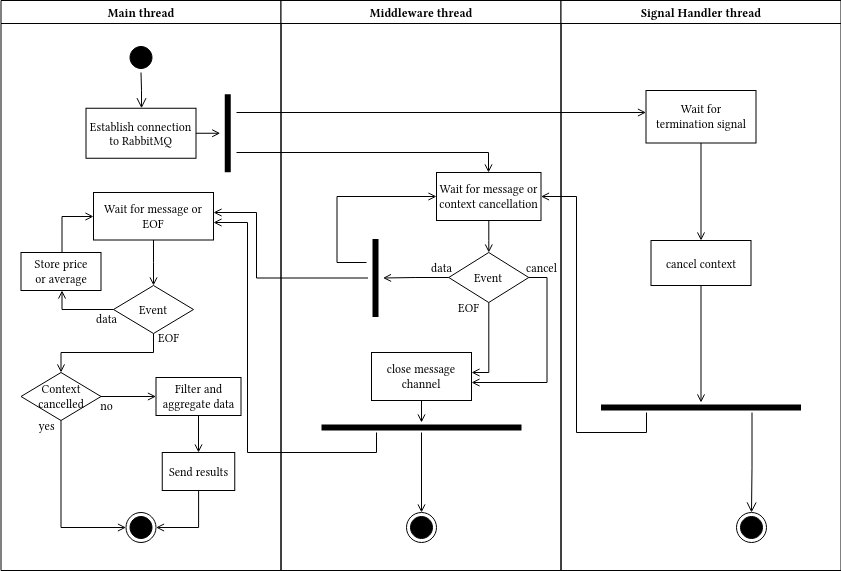 Main thread
Middleware thread
Signal Handler thread
Establish connection
to RabbitMQ
Wait for
termination signal
Wait for message or
context cancellation
Wait for message or
EOF
Store price
or average
Event
data
EOF
data
Event
cancel
EOF
cancel context
close message
channel
Context
cancelled
no
yes
Filter and
aggregate data
Send results